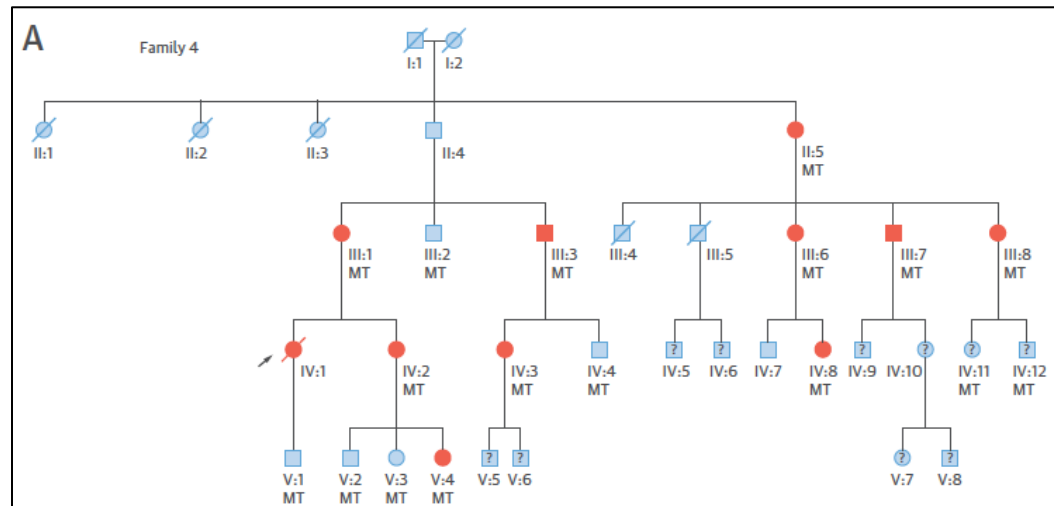 A
Family 4
I:1 I:2
II:1 II:2 II:3 II:4 II:5
MT
III:1 III:2 III:3 III:4 III:5 III:6 III:7 III:8
MT MT MT MT MT MT
? ? ? ? ? ?
IV:1 IV:2 IV:3 IV:4 IV:5 IV:6 IV:7 IV:8 IV:9 IV:10 IV:11 IV:12
MT MT MT MT MT MT
? ? ? ?
V:1 V:2 V:3 V:4 V:5 V:6 V:7 V:8
MT MT MT MT